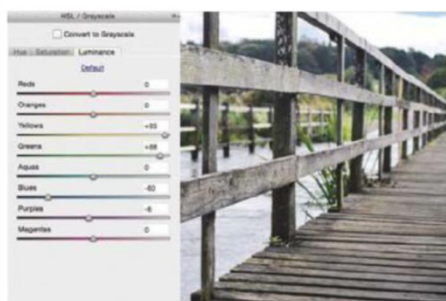 HSL / Grayscale
Convert to Grayscale
Hue Saturation Luminance
Default
Reds 0
Oranges 0
Yellows +93
Greens +88
Aquas 0
Blues -60
Purples -6
Magentas 0